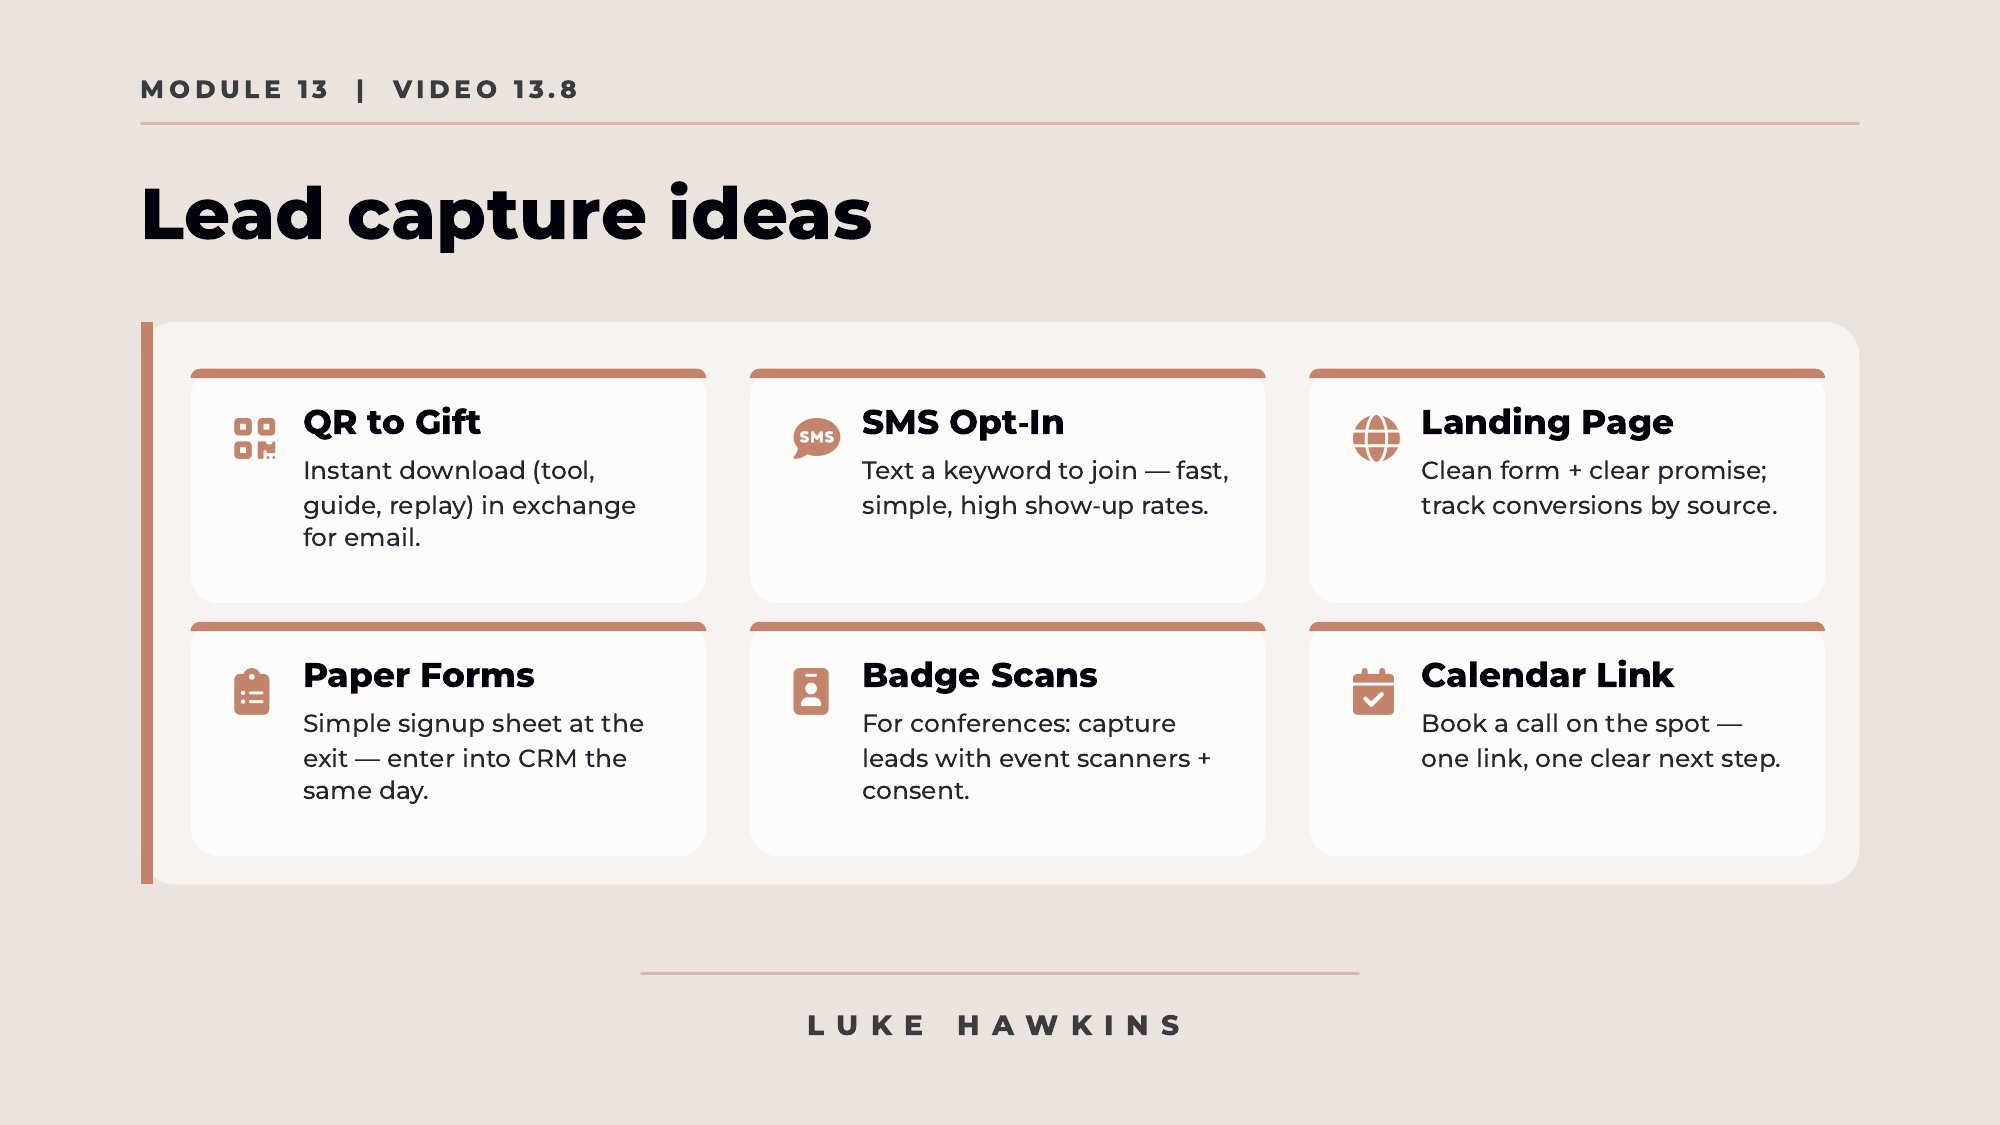 MODULE 13 | VIDEO 13.8
Lead capture ideas
QR to Gift
Instant download (tool,
guide, replay) in exchange
for email.
SMS
SMS Opt-In
Text a keyword to join — fast,
simple, high show-up rates.
Landing Page
Clean form + clear promise;
track conversions by source.
Paper Forms
Simple signup sheet at the
exit — enter into CRM the
same day.
Badge Scans
For conferences: capture
leads with event scanners +
consent.
Calendar Link
Book a call on the spot —
one link, one clear next step.
LUKE HAWKINS